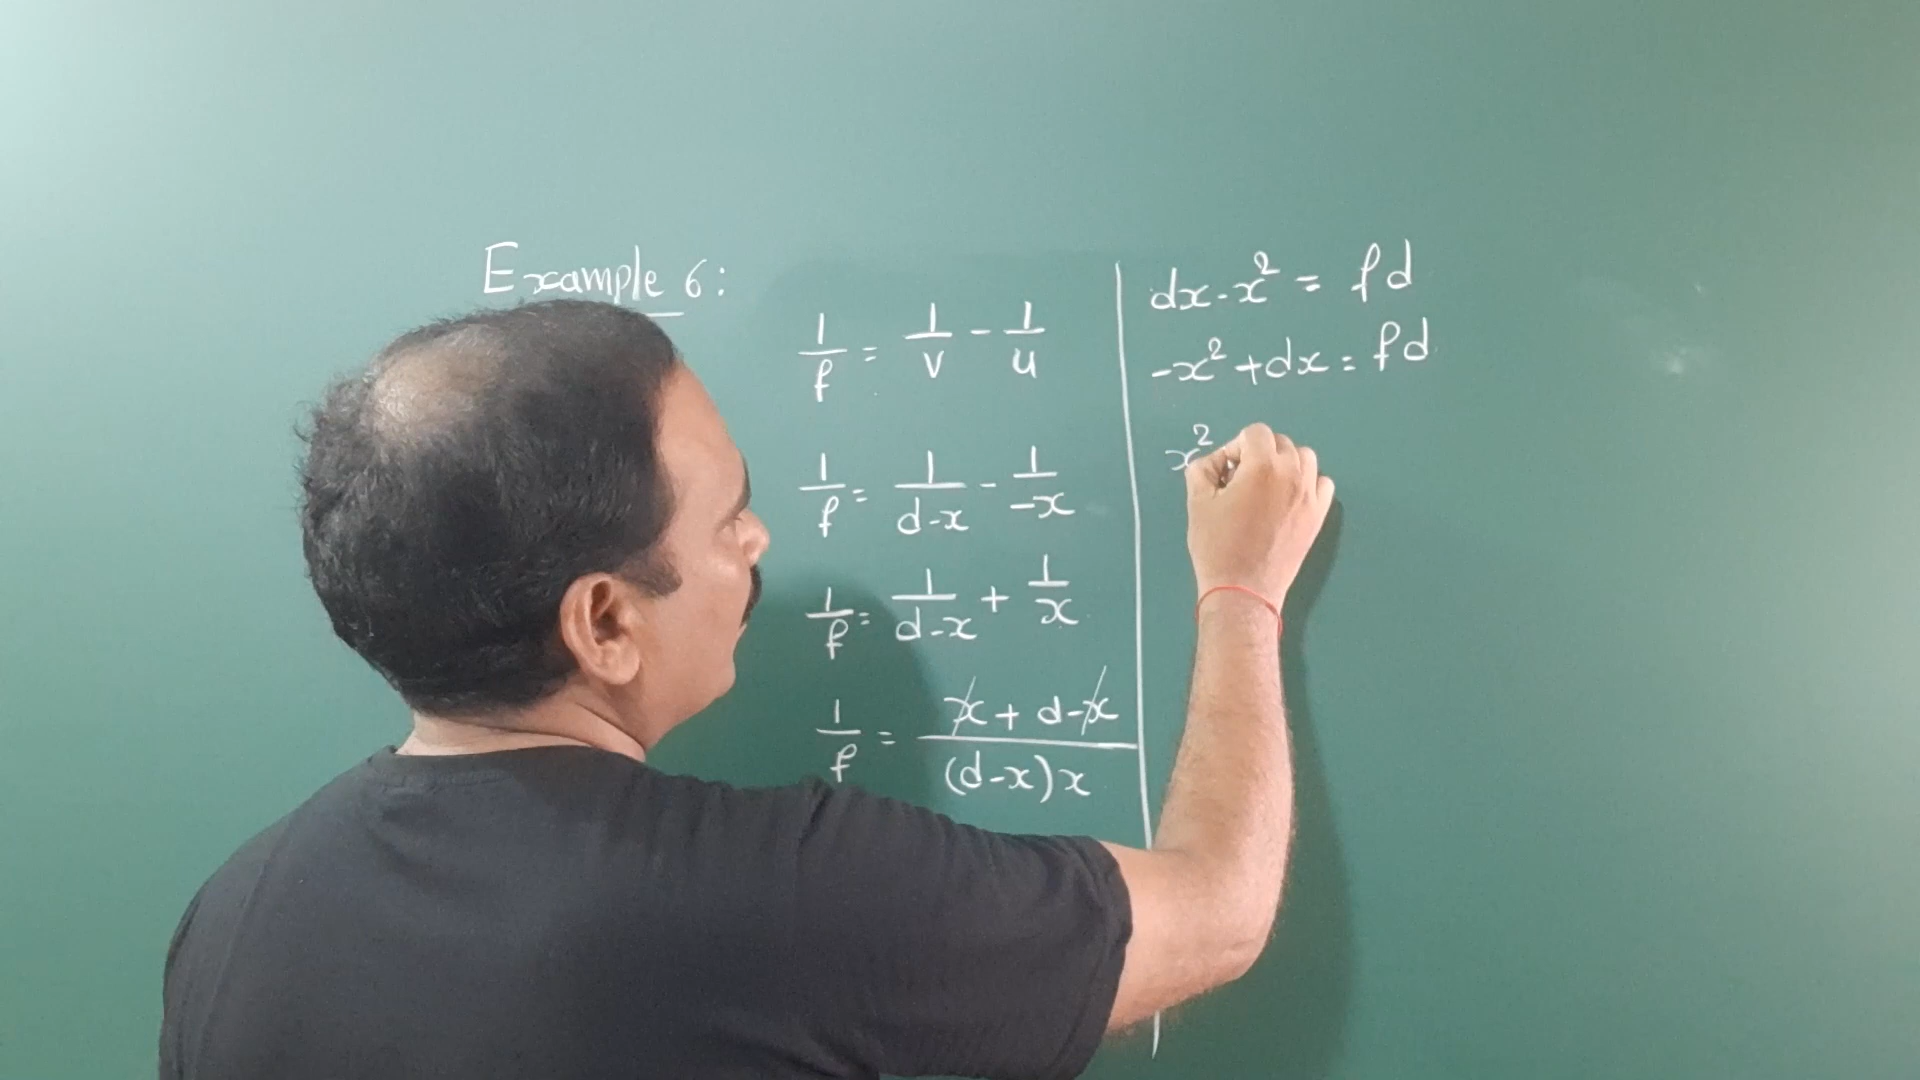 Example 6:
1/f = 1/v - 1/u
1/f = 1/d-x - 1/-x
1/f = 1/d-x + 1/x
1/f = x + d-x/(d-x)x
dx-x² = fd
-x²+dx = fd
x²